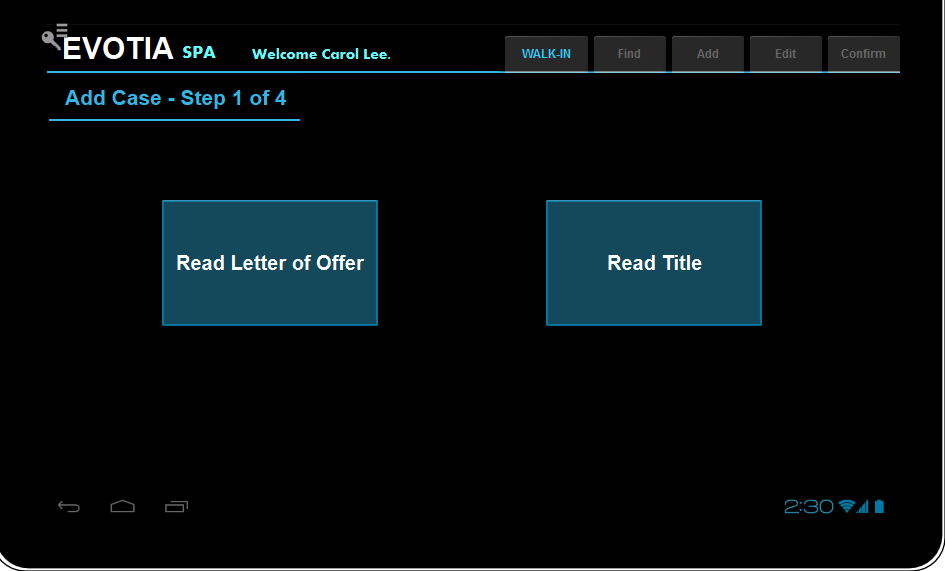 EVOTIA SPA Welcome Carol Lee. WALK-IN Find Add Edit Confirm
Add Case - Step 1 of 4
Read Letter of Offer Read Title
2:30